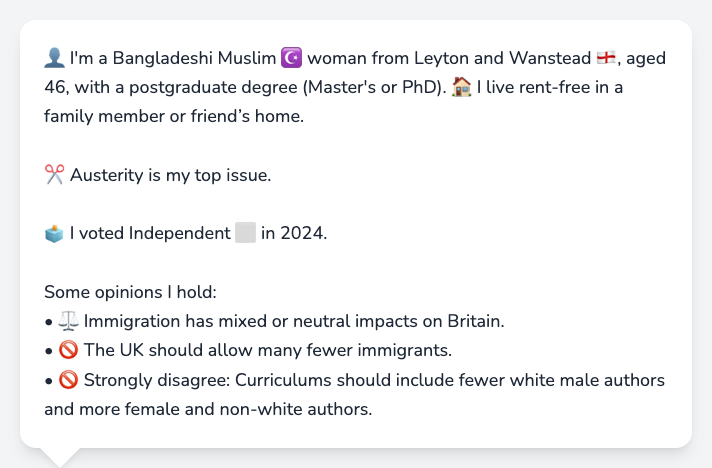 👤 I'm a Bangladeshi Muslim ☪️ woman from Leyton and Wanstead 🏴󠁧󠁢󠁥󠁮󠁧󠁿, aged
46, with a postgraduate degree (Master's or PhD). 🏠 I live rent-free in a
family member or friend’s home.
✂️ Austerity is my top issue.
🗳️ I voted Independent ⬜ in 2024.
Some opinions I hold:
• ⚖️ Immigration has mixed or neutral impacts on Britain.
• 🚫 The UK should allow many fewer immigrants.
• 🚫 Strongly disagree: Curriculums should include fewer white male authors
and more female and non-white authors.